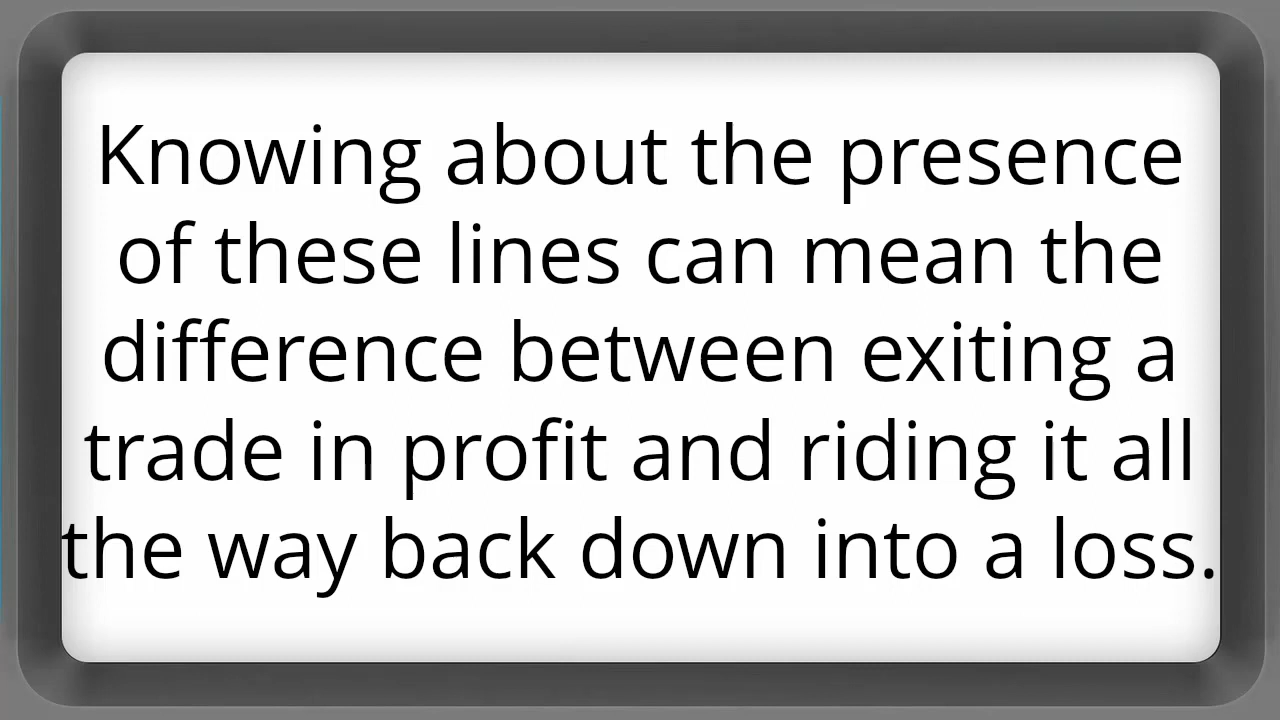 Knowing about the presence
of these lines can mean the
difference between exiting a
trade in profit and riding it all
the way back down into a loss.